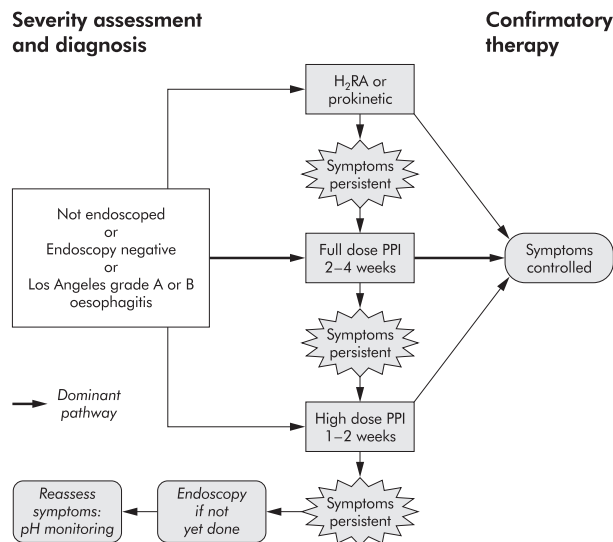 Severity assessment
and diagnosis
Confirmatory
therapy
H₂RA or
prokinetic
Symptoms
persistent
Not endoscoped
or
Endoscopy negative
or
Los Angeles grade A or B
oesophagitis
Full dose PPI
2–4 weeks
Symptoms
controlled
Symptoms
persistent
Dominant
pathway
High dose PPI
1–2 weeks
Reassess
symptoms:
pH monitoring
Endoscopy
if not
yet done
Symptoms
persistent